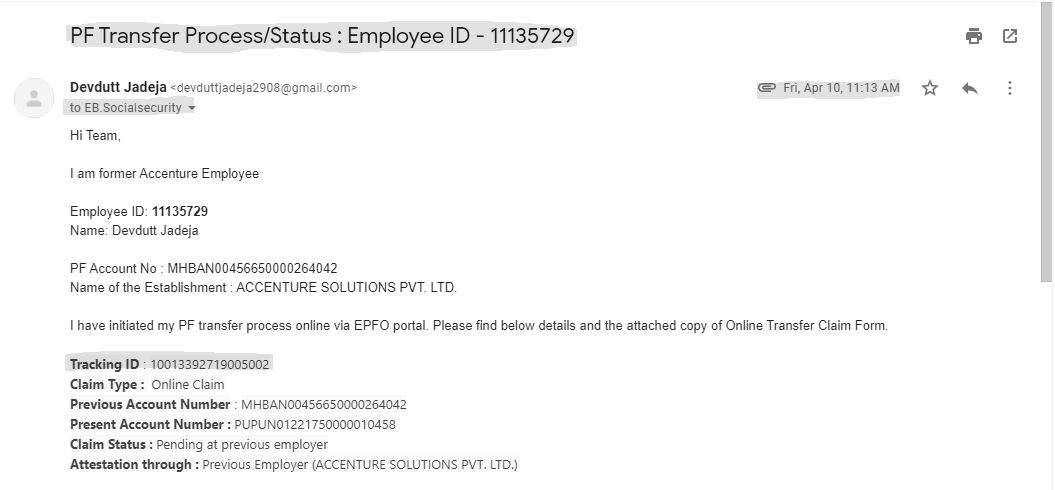 PF Transfer Process/Status : Employee ID - 11135729
Devdutt Jadeja <devduttjadeja2908@gmail.com>
Fri, Apr 10, 11:13 AM
to EB.Socialsecurity
Hi Team,
I am former Accenture Employee
Employee ID: 11135729
Name: Devdutt Jadeja
PF Account No : MHBAN00456650000264042
Name of the Establishment : ACCENTURE SOLUTIONS PVT. LTD.
I have initiated my PF transfer process online via EPFO portal. Please find below details and the attached copy of Online Transfer Claim Form.
Tracking ID : 10013392719005002
Claim Type : Online Claim
Previous Account Number : MHBAN00456650000264042
Present Account Number : PUPUN01221750000010458
Claim Status : Pending at previous employer
Attestation through : Previous Employer (ACCENTURE SOLUTIONS PVT. LTD.)